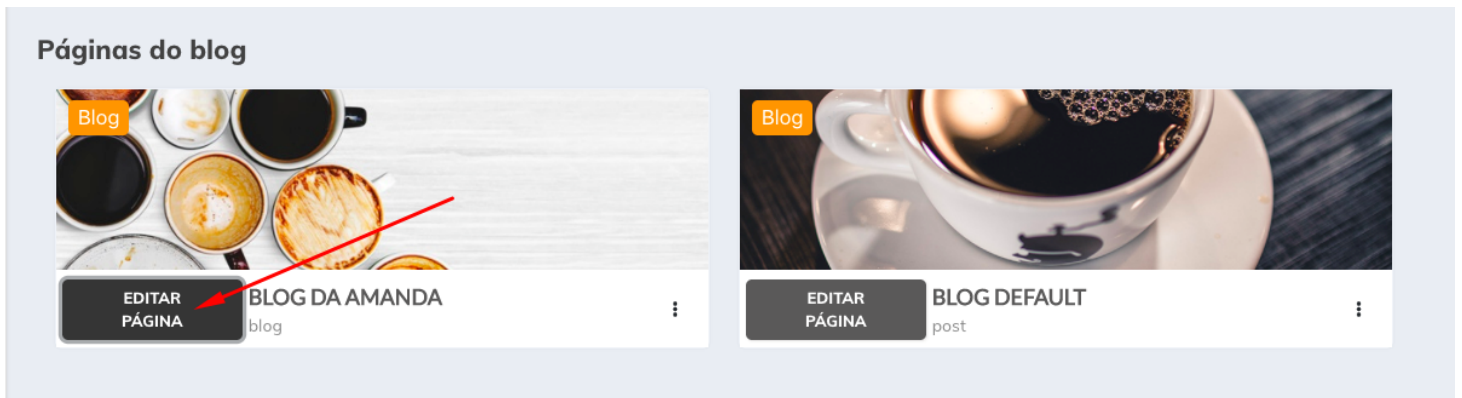 Páginas do blog
Blog
Blog
EDITAR
PÁGINA
BLOG DA AMANDA
blog
EDITAR
PÁGINA
BLOG DEFAULT
post